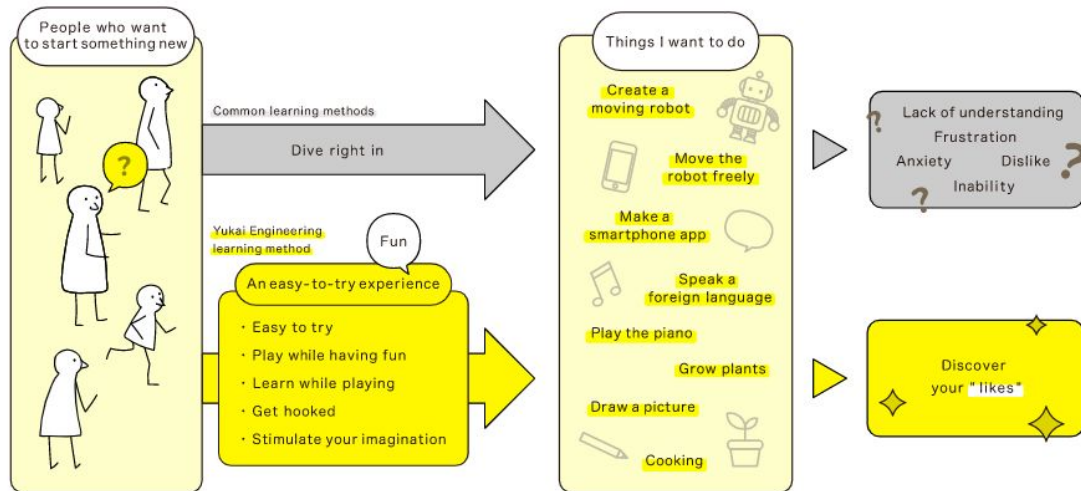 People who want
to start something new
?
Common learning methods
Dive right in
Yukai Engineering
learning method
Fun
An easy-to-try experience
・Easy to try
・Play while having fun
・Learn while playing
・Get hooked
・Stimulate your imagination
Things I want to do
Create a
moving robot
Move the
robot freely
Make a
smartphone app
Speak a
foreign language
Play the piano
Grow plants
Draw a picture
Cooking
Lack of understanding
?
Frustration
Anxiety Dislike
?
Inability
?
Discover
your "likes"